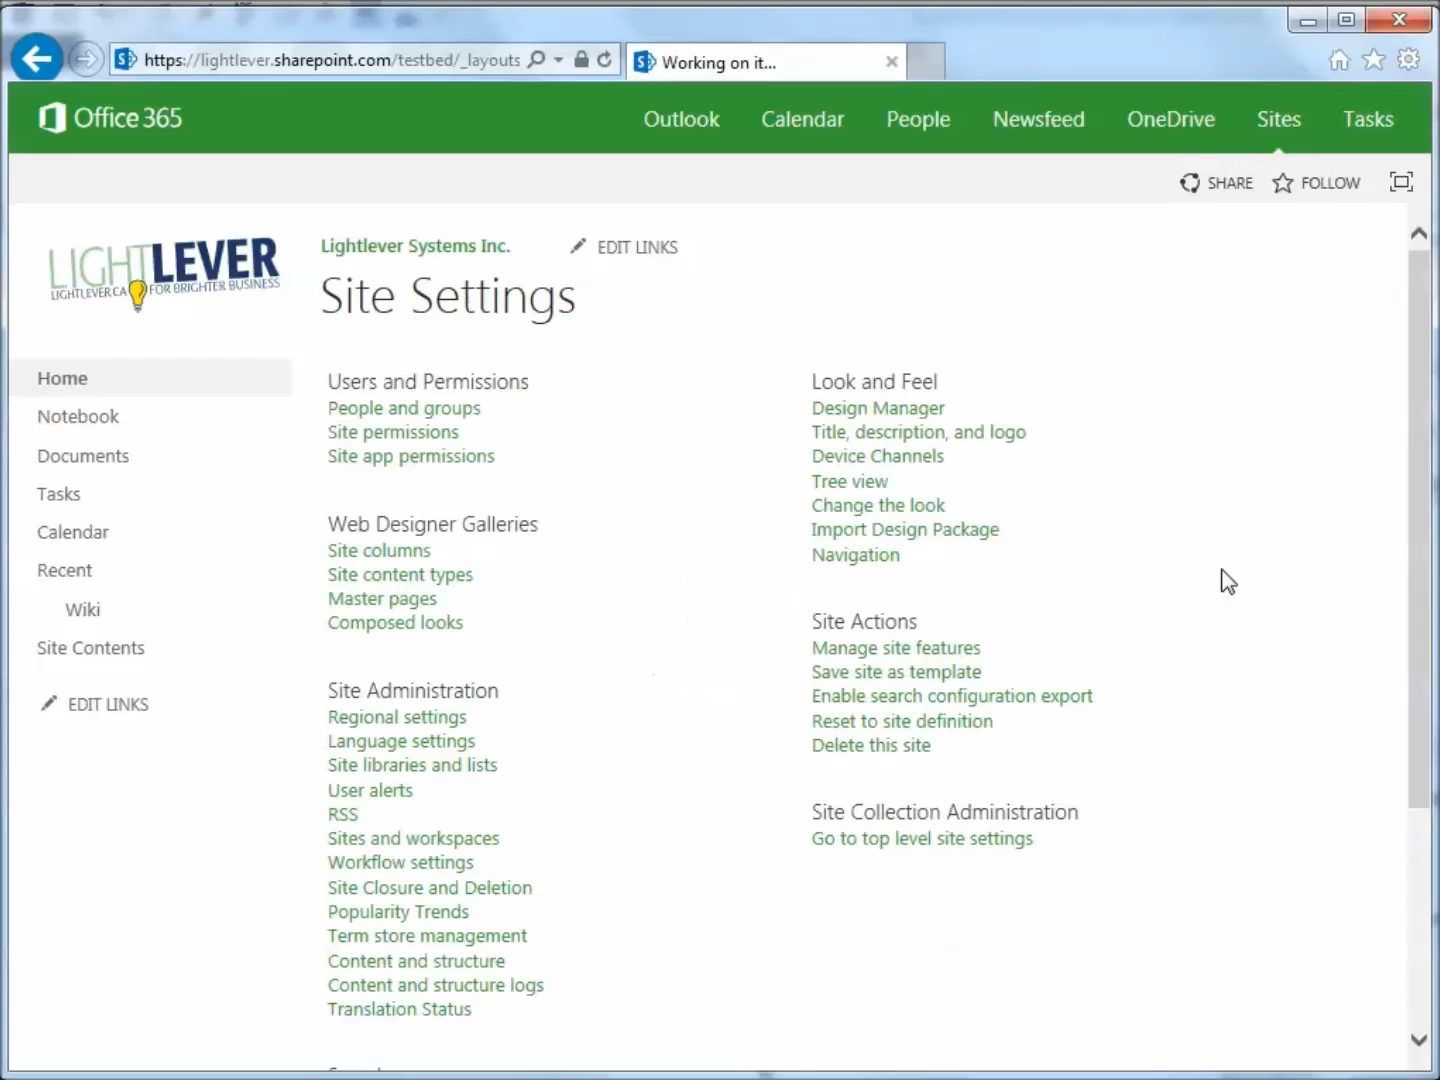 https://lightlever.sharepoint.com/testbed/_layouts
Working on it...
Office 365
Outlook
Calendar
People
Newsfeed
OneDrive
Sites
Tasks
SHARE
FOLLOW
LIGHTLEVER
LIGHTLEVER.CA FOR BRIGHTER BUSINESS
Lightlever Systems Inc.
EDIT LINKS
Site Settings
Home
Notebook
Documents
Tasks
Calendar
Recent
Wiki
Site Contents
EDIT LINKS
Users and Permissions
People and groups
Site permissions
Site app permissions
Web Designer Galleries
Site columns
Site content types
Master pages
Composed looks
Site Administration
Regional settings
Language settings
Site libraries and lists
User alerts
RSS
Sites and workspaces
Workflow settings
Site Closure and Deletion
Popularity Trends
Term store management
Content and structure
Content and structure logs
Translation Status
Look and Feel
Design Manager
Title, description, and logo
Device Channels
Tree view
Change the look
Import Design Package
Navigation
Site Actions
Manage site features
Save site as template
Enable search configuration export
Reset to site definition
Delete this site
Site Collection Administration
Go to top level site settings